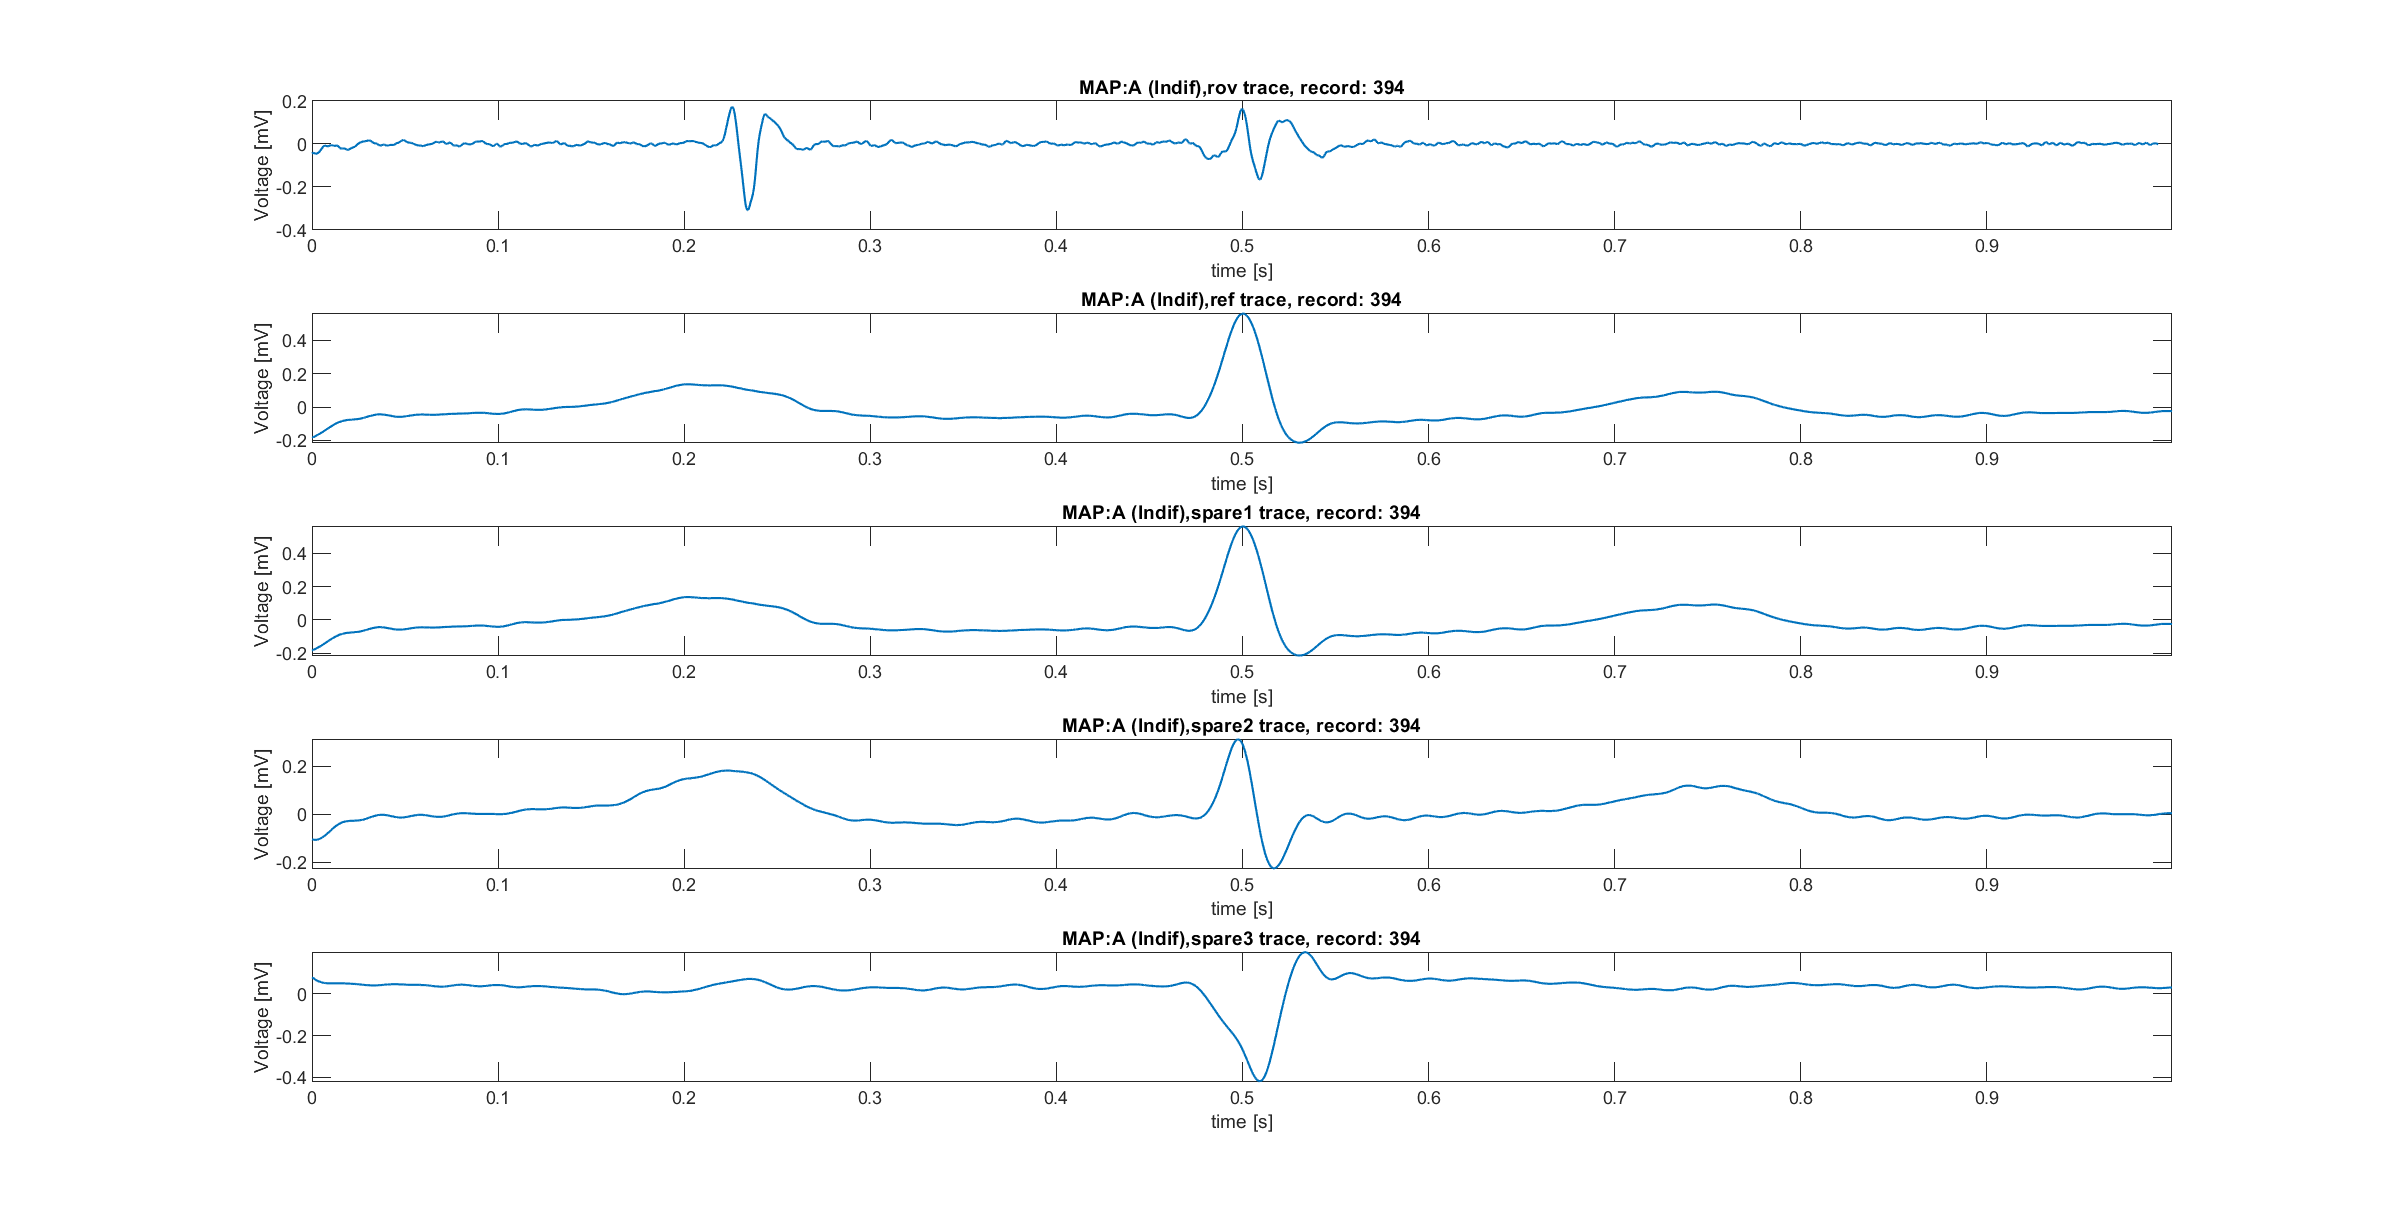 MAP:A (Indif),rov trace, record: 394
Voltage [mV]
0.2
0
-0.2
-0.4
0 0.1 0.2 0.3 0.4 0.5 0.6 0.7 0.8 0.9
time [s]
MAP:A (Indif),ref trace, record: 394
Voltage [mV]
0.4
0.2
0
-0.2
0 0.1 0.2 0.3 0.4 0.5 0.6 0.7 0.8 0.9
time [s]
MAP:A (Indif),spare1 trace, record: 394
Voltage [mV]
0.4
0.2
0
-0.2
0 0.1 0.2 0.3 0.4 0.5 0.6 0.7 0.8 0.9
time [s]
MAP:A (Indif),spare2 trace, record: 394
Voltage [mV]
0.2
0
-0.2
0 0.1 0.2 0.3 0.4 0.5 0.6 0.7 0.8 0.9
time [s]
MAP:A (Indif),spare3 trace, record: 394
Voltage [mV]
0
-0.2
-0.4
0 0.1 0.2 0.3 0.4 0.5 0.6 0.7 0.8 0.9
time [s]